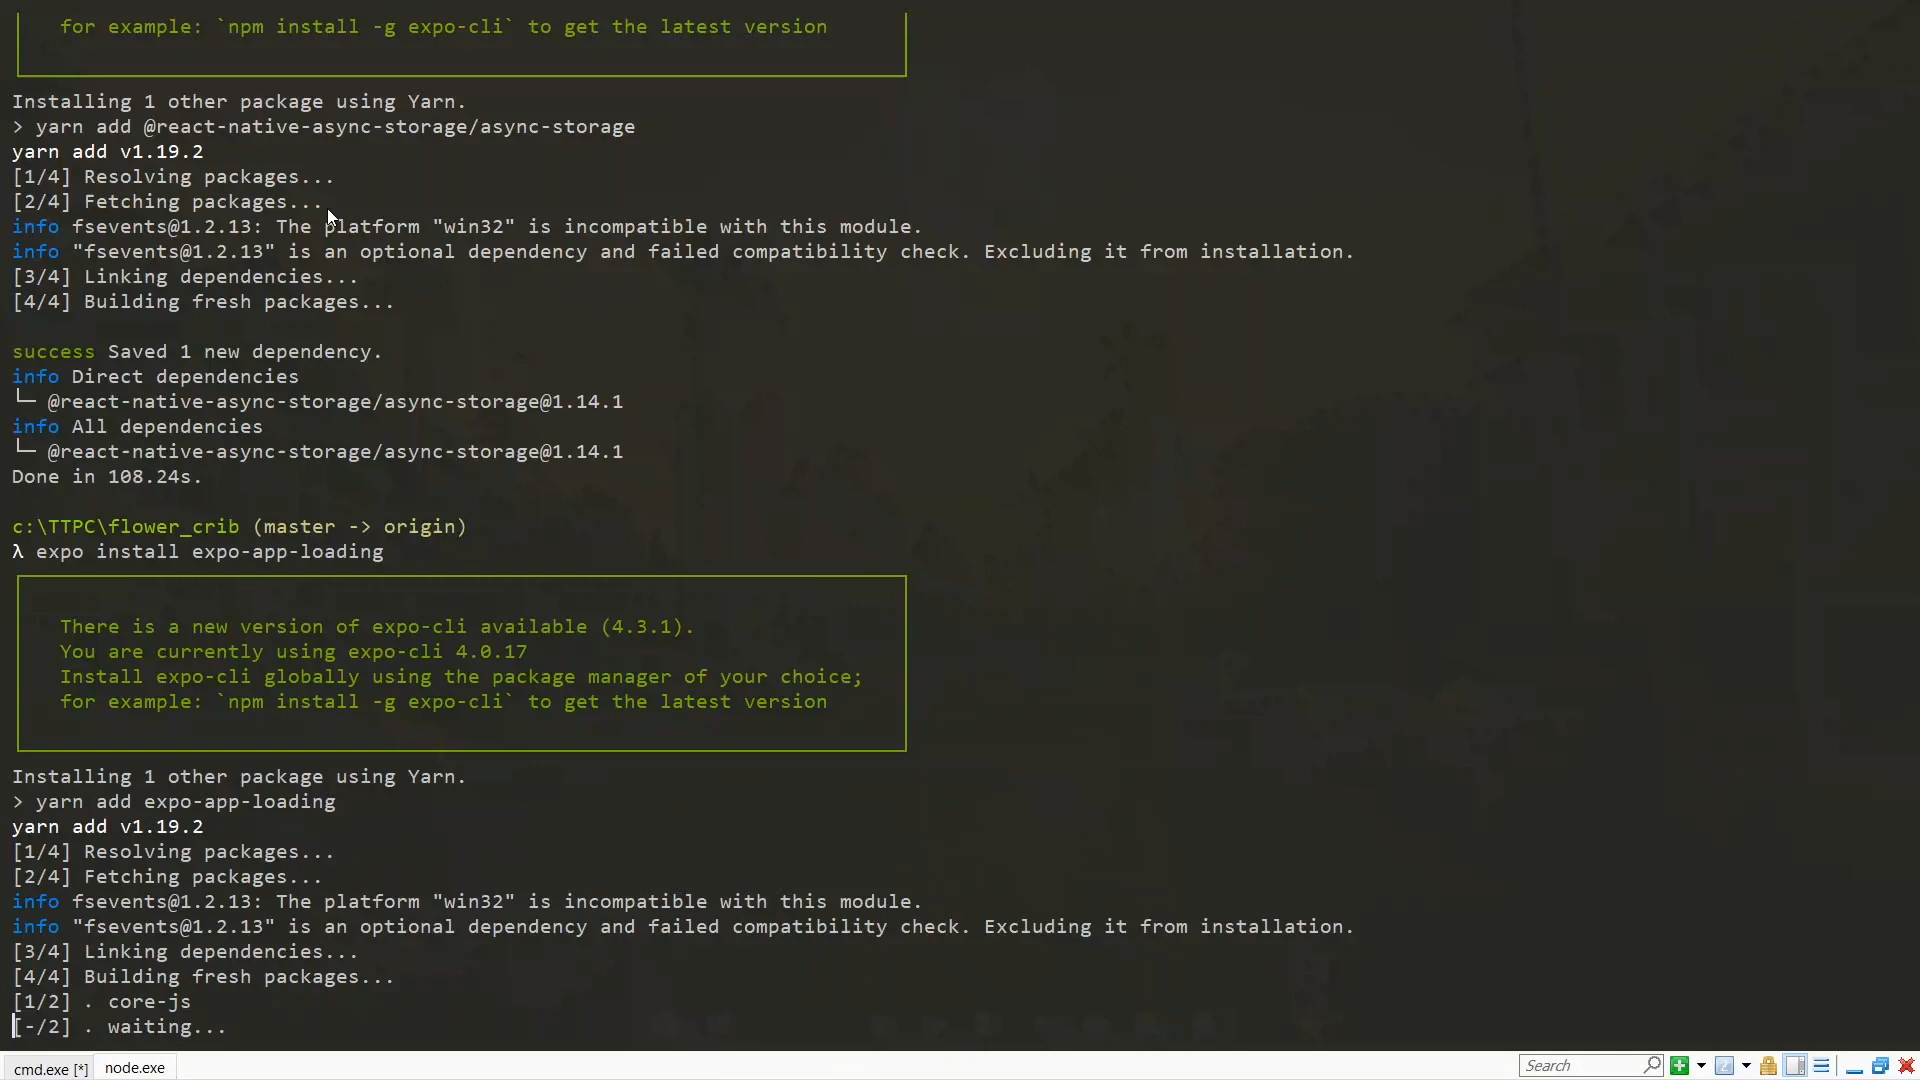 for example: `npm install -g expo-cli` to get the latest version
Installing 1 other package using Yarn.
> yarn add @react-native-async-storage/async-storage
yarn add v1.19.2
[1/4] Resolving packages...
[2/4] Fetching packages...
info fsevents@1.2.13: The platform "win32" is incompatible with this module.
info "fsevents@1.2.13" is an optional dependency and failed compatibility check. Excluding it from installation.
[3/4] Linking dependencies...
[4/4] Building fresh packages...
success Saved 1 new dependency.
info Direct dependencies
└─ @react-native-async-storage/async-storage@1.14.1
info All dependencies
└─ @react-native-async-storage/async-storage@1.14.1
Done in 108.24s.
c:\TTPC\flower_crib (master -> origin)
λ expo install expo-app-loading
There is a new version of expo-cli available (4.3.1).
You are currently using expo-cli 4.0.17
Install expo-cli globally using the package manager of your choice;
for example: `npm install -g expo-cli` to get the latest version
Installing 1 other package using Yarn.
> yarn add expo-app-loading
yarn add v1.19.2
[1/4] Resolving packages...
[2/4] Fetching packages...
info fsevents@1.2.13: The platform "win32" is incompatible with this module.
info "fsevents@1.2.13" is an optional dependency and failed compatibility check. Excluding it from installation.
[3/4] Linking dependencies...
[4/4] Building fresh packages...
[1/2] . core-js
[-/2] . waiting...
cmd.exe [*] node.exe Search